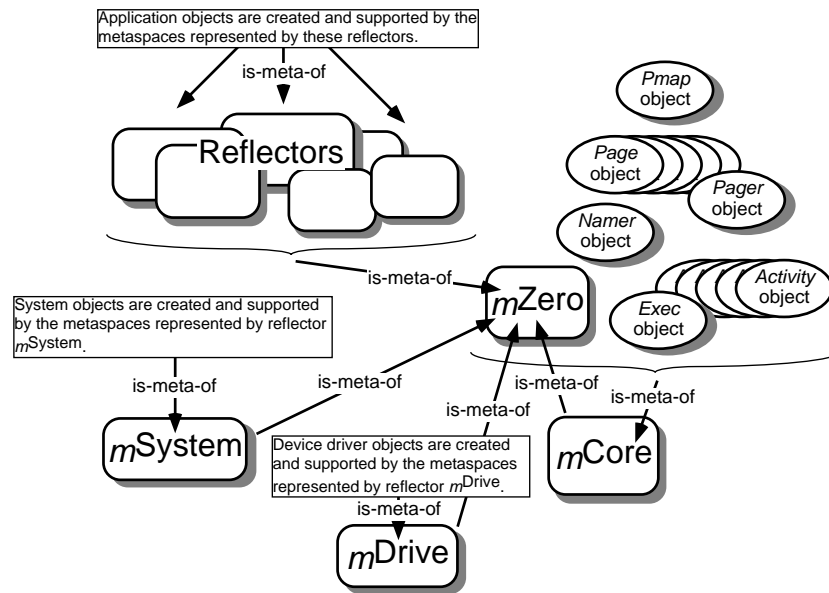 Application objects are created and supported by the
metaspaces represented by these reflectors.
is-meta-of
Reflectors
Pmap
object
Page
object
Pager
object
Namer
object
is-meta-of
mZero
Activity
object
Exec
object
System objects are created and supported
by the metaspaces represented by reflector
mSystem.
is-meta-of
is-meta-of
is-meta-of
is-meta-of
mSystem
mCore
Device driver objects are created
and supported by the metaspaces
represented by reflector mDrive.
is-meta-of
mDrive